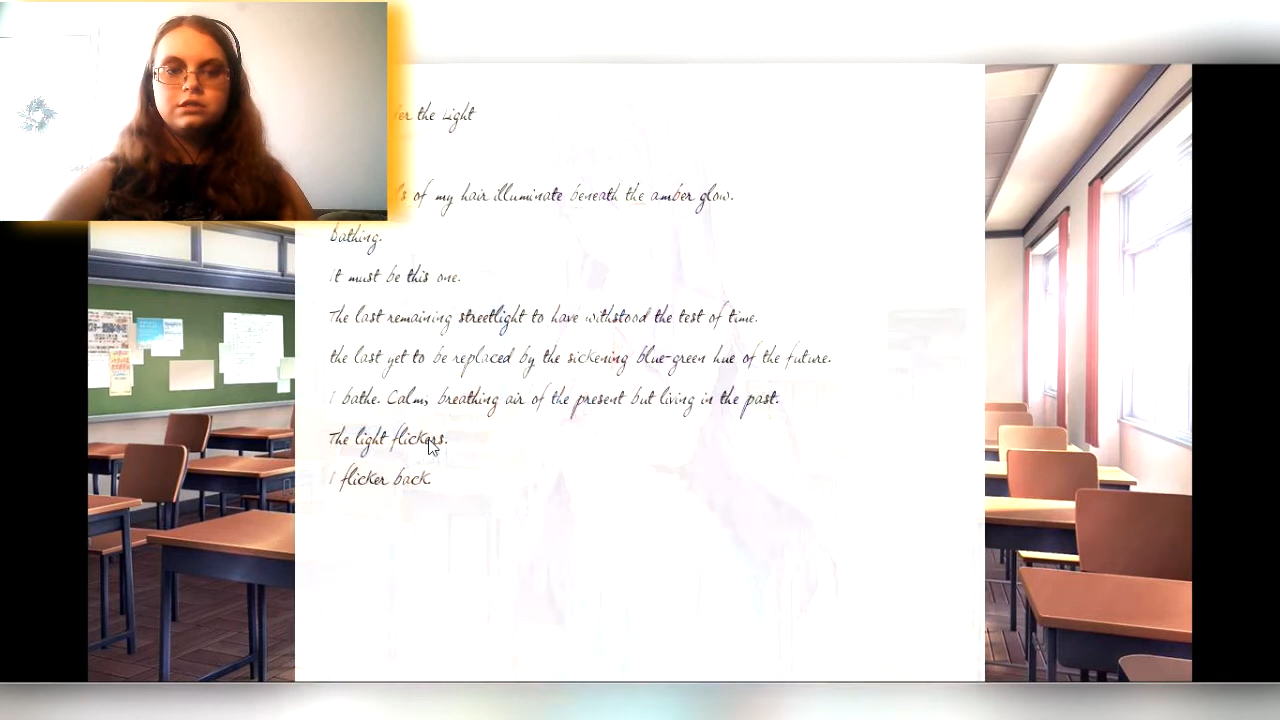 the Light
of my hair illuminate beneath the amber glow.
Bathing.
It must be this one.
The last remaining streetlight to have withstood the test of time.
the last yet to be replaced by the sickening blue-green hue of the future.
I bathe. Calm; breathing air of the present but living in the past.
The light flickers.
I flicker back.